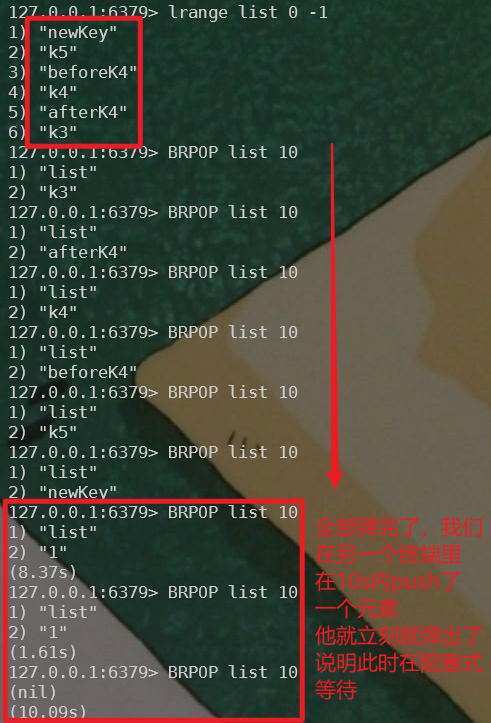 127.0.0.1:6379> lrange list 0 -1
1) "newKey"
2) "k5"
3) "beforeK4"
4) "k4"
5) "afterK4"
6) "k3"
127.0.0.1:6379> BRPOP list 10
1) "list"
2) "k3"
127.0.0.1:6379> BRPOP list 10
1) "list"
2) "afterK4"
127.0.0.1:6379> BRPOP list 10
1) "list"
2) "k4"
127.0.0.1:6379> BRPOP list 10
1) "list"
2) "beforeK4"
127.0.0.1:6379> BRPOP list 10
1) "list"
2) "k5"
127.0.0.1:6379> BRPOP list 10
1) "list"
2) "newKey"
127.0.0.1:6379> BRPOP list 10
1) "list"
2) "1"
(8.37s)
127.0.0.1:6379> BRPOP list 10
1) "list"
2) "1"
(1.61s)
127.0.0.1:6379> BRPOP list 10
(nil)
(10.09s)
全部弹完了，我们
在另一个终端里
在10s内push了
一个元素
他就立刻就弹出了
说明此时在阻塞式
等待